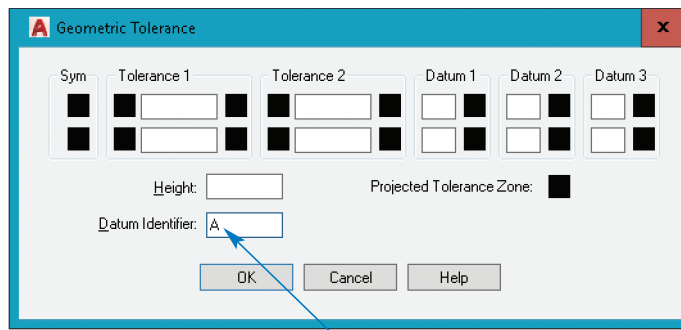 Geometric Tolerance x
Sym Tolerance 1 Tolerance 2 Datum 1 Datum 2 Datum 3
Height: Projected Tolerance Zone:
Datum Identifier: A
OK Cancel Help